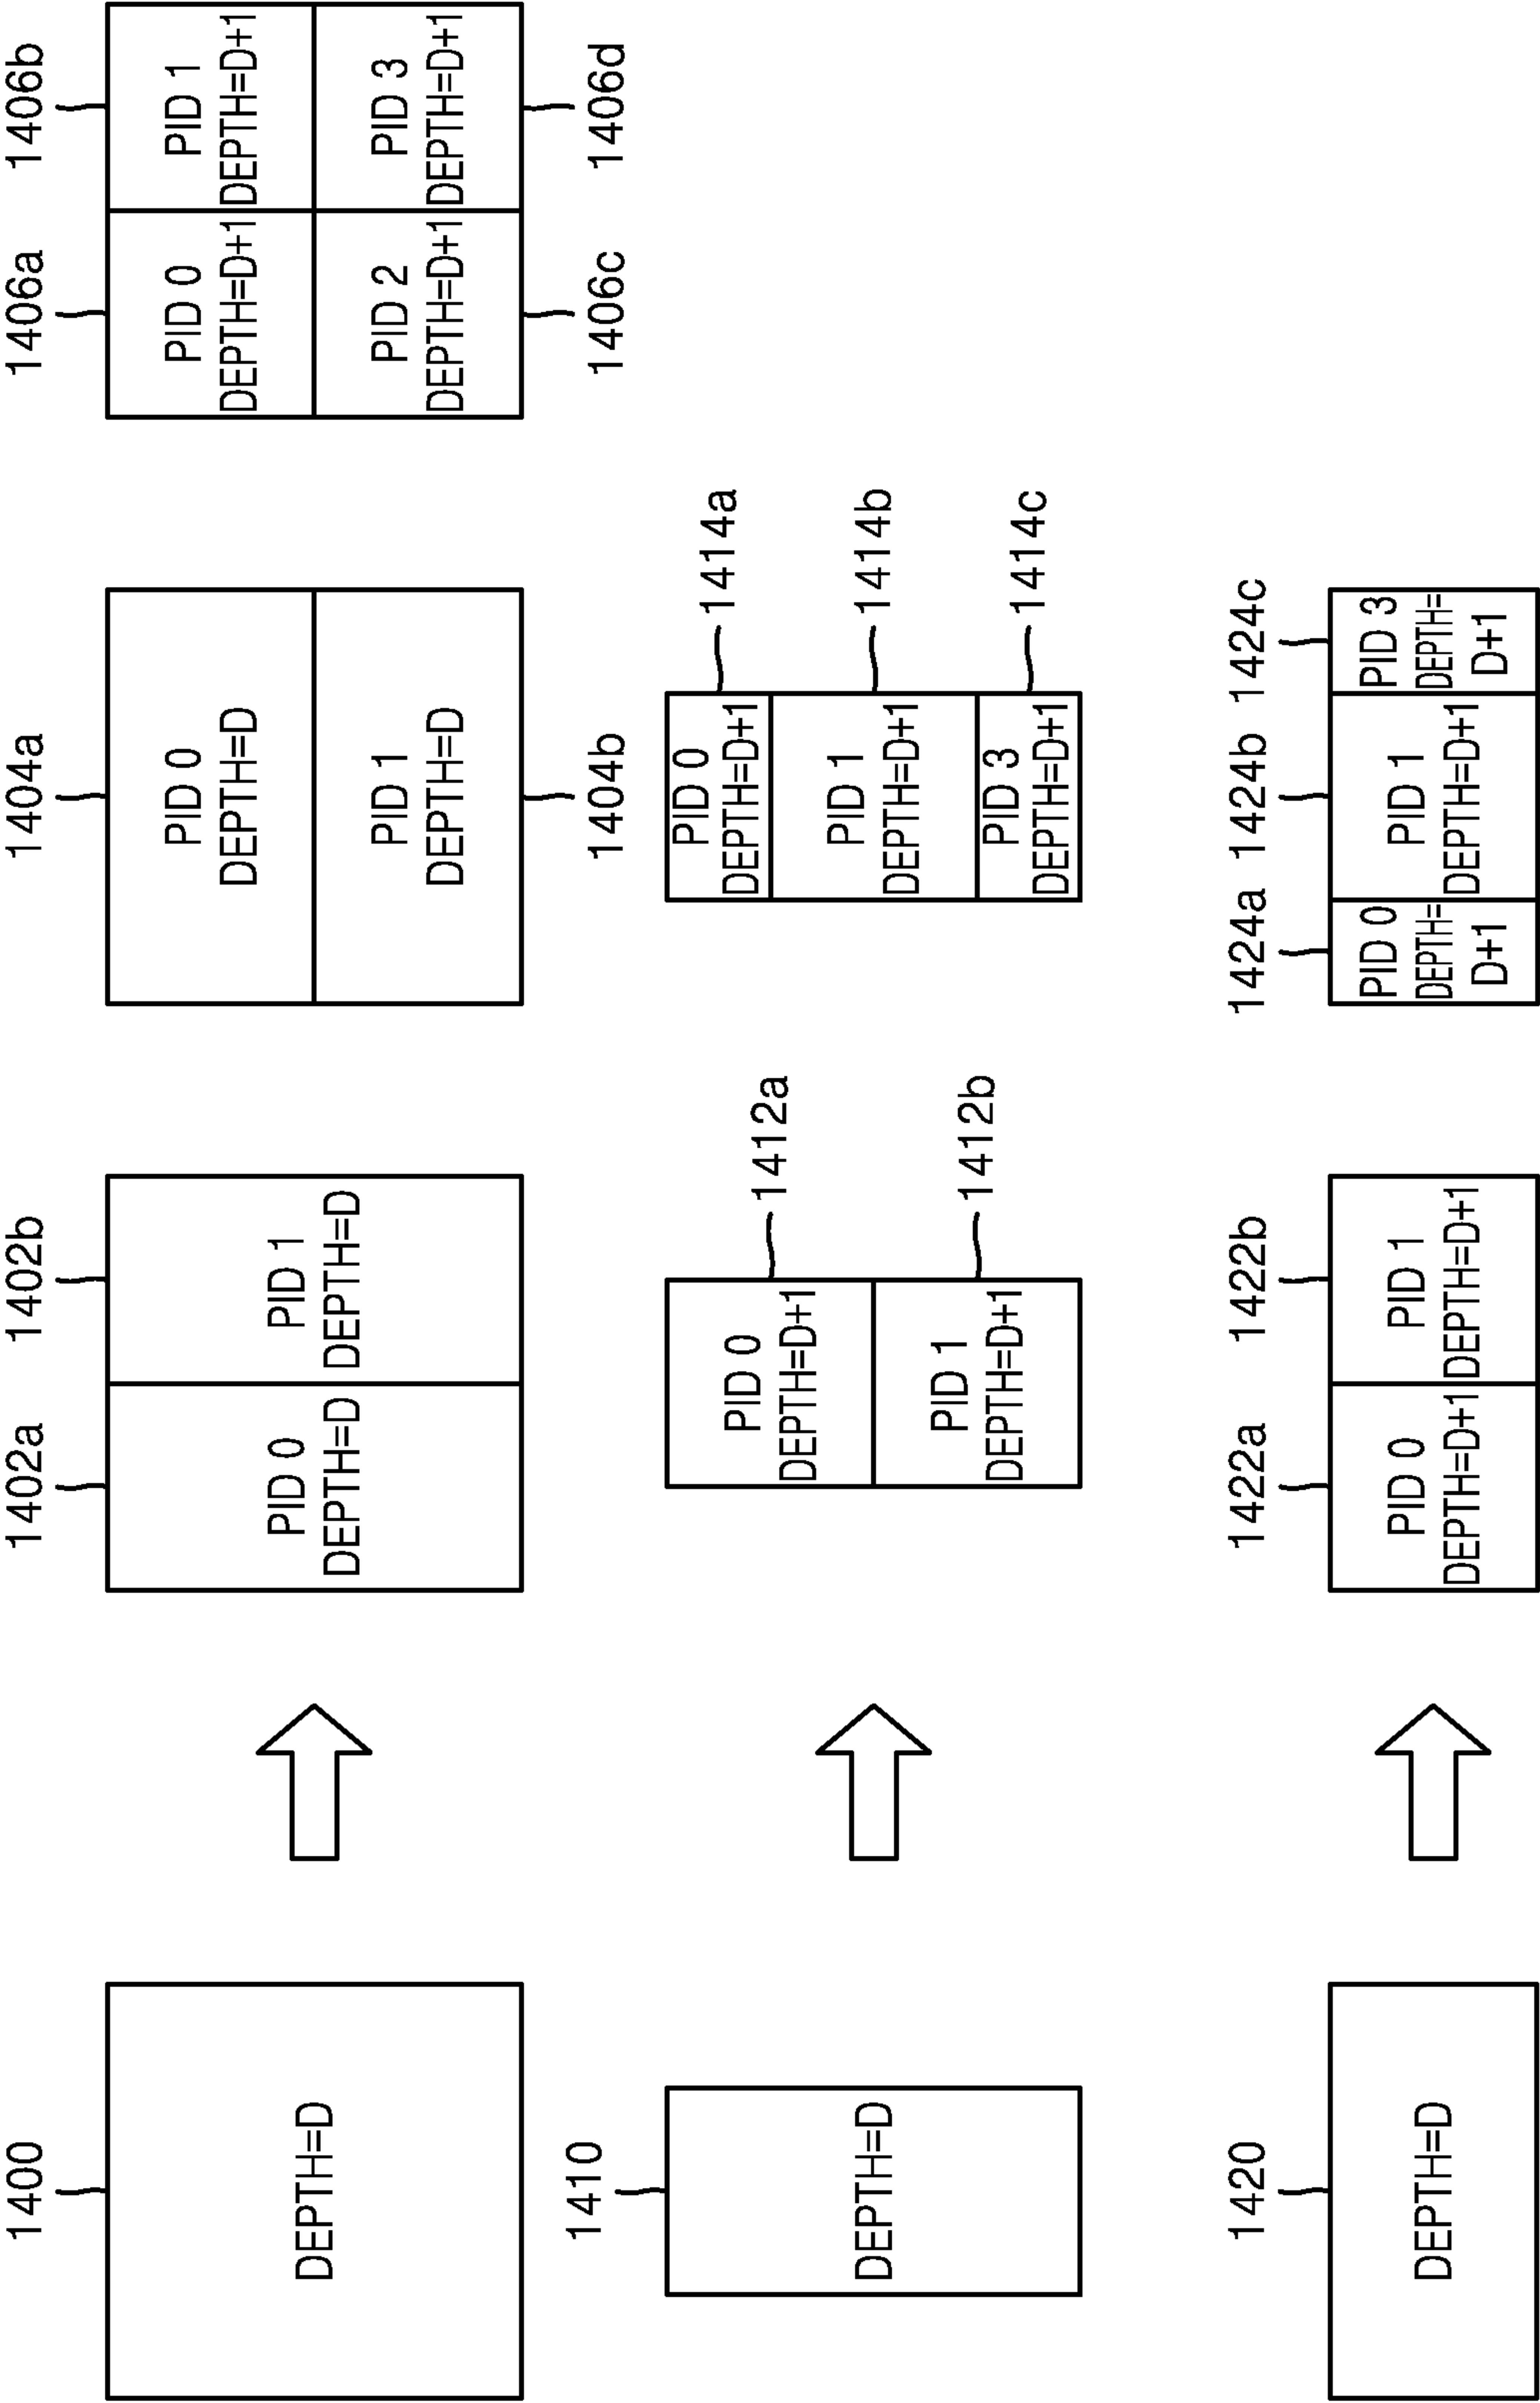 1400
DEPTH=D
1402a
1402b
PID 0
DEPTH=D
PID 1
DEPTH=D
1404a
PID 0
DEPTH=D
PID 1
DEPTH=D
1404b
1406a
1406b
PID 0
DEPTH=D+1
PID 1
DEPTH=D+1
PID 2
DEPTH=D+1
PID 3
DEPTH=D+1
1406c
1406d
1410
DEPTH=D
PID 0
DEPTH=D+1
1412a
PID 1
DEPTH=D+1
1412b
PID 0
DEPTH=D+1
1414a
PID 1
DEPTH=D+1
1414b
PID 3
DEPTH=D+1
1414c
1420
DEPTH=D
1422a
1422b
PID 0
DEPTH=D+1
PID 1
DEPTH=D+1
1424a
1424b
1424c
PID 0
DEPTH=
D+1
PID 1
DEPTH=D+1
PID 3
DEPTH=
D+1